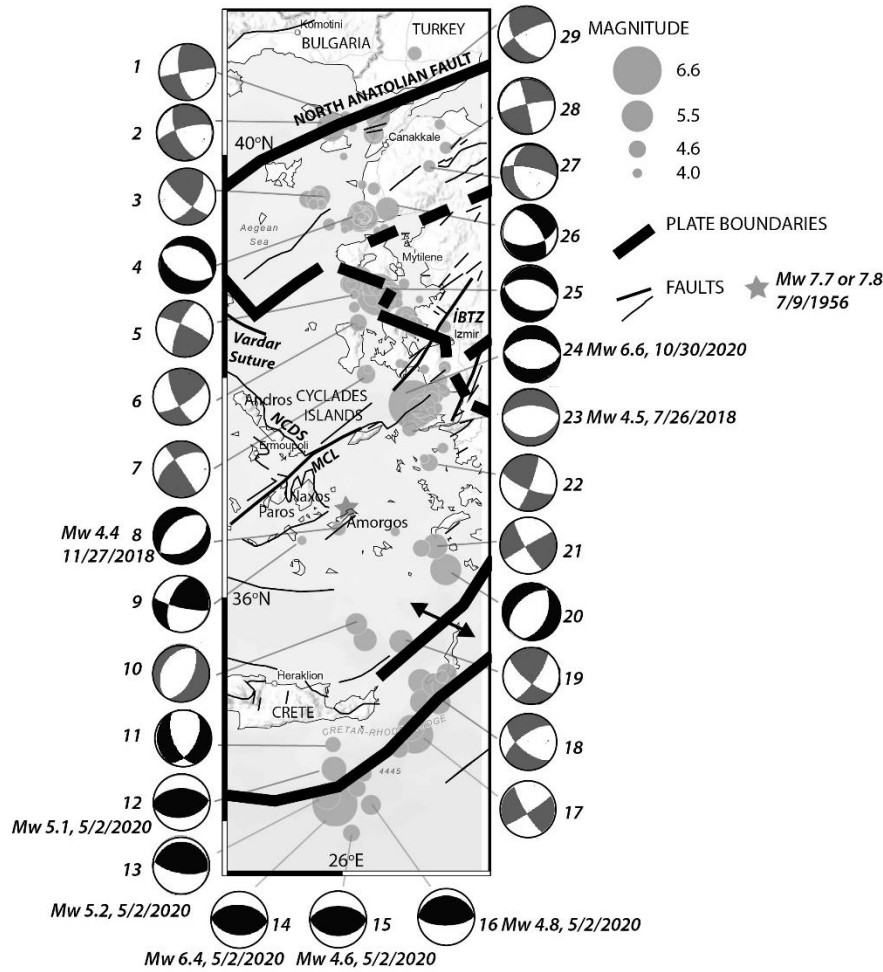 Komotini
BULGARIA
TURKEY
NORTH ANATOLIAN FAULT
40°N
Canakkale
Aegean
Sea
Mytilene
İBTZ
Izmir
Vardar
Suture
CYCLADES
ISLANDS
Andros
NCDS
Ermoupoli
MCL
Naxos
Paros
Amorgos
36°N
Heraklion
CRETE
4445
26°E
1
2
3
4
5
6
7
Mw 4.4 8
11/27/2018
9
10
11
12
Mw 5.1, 5/2/2020
13
Mw 5.2, 5/2/2020
14
Mw 6.4, 5/2/2020
15
Mw 4.6, 5/2/2020
16 Mw 4.8, 5/2/2020
17
18
19
20
21
22
23 Mw 4.5, 7/26/2018
24 Mw 6.6, 10/30/2020
25
26
27
28
29
MAGNITUDE
6.6
5.5
4.6
4.0
PLATE BOUNDARIES
FAULTS
Mw 7.7 or 7.8
7/9/1956